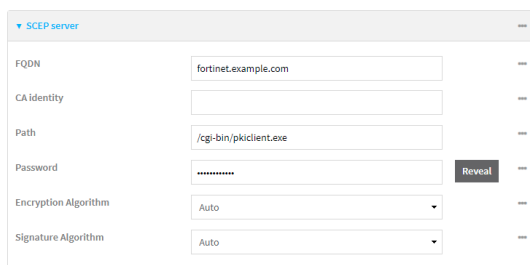 SCEP server
FQDN fortinet.example.com
CA identity
Path /cgi-bin/pkiclient.exe
Password •••••••••••• Reveal
Encryption Algorithm Auto
Signature Algorithm Auto